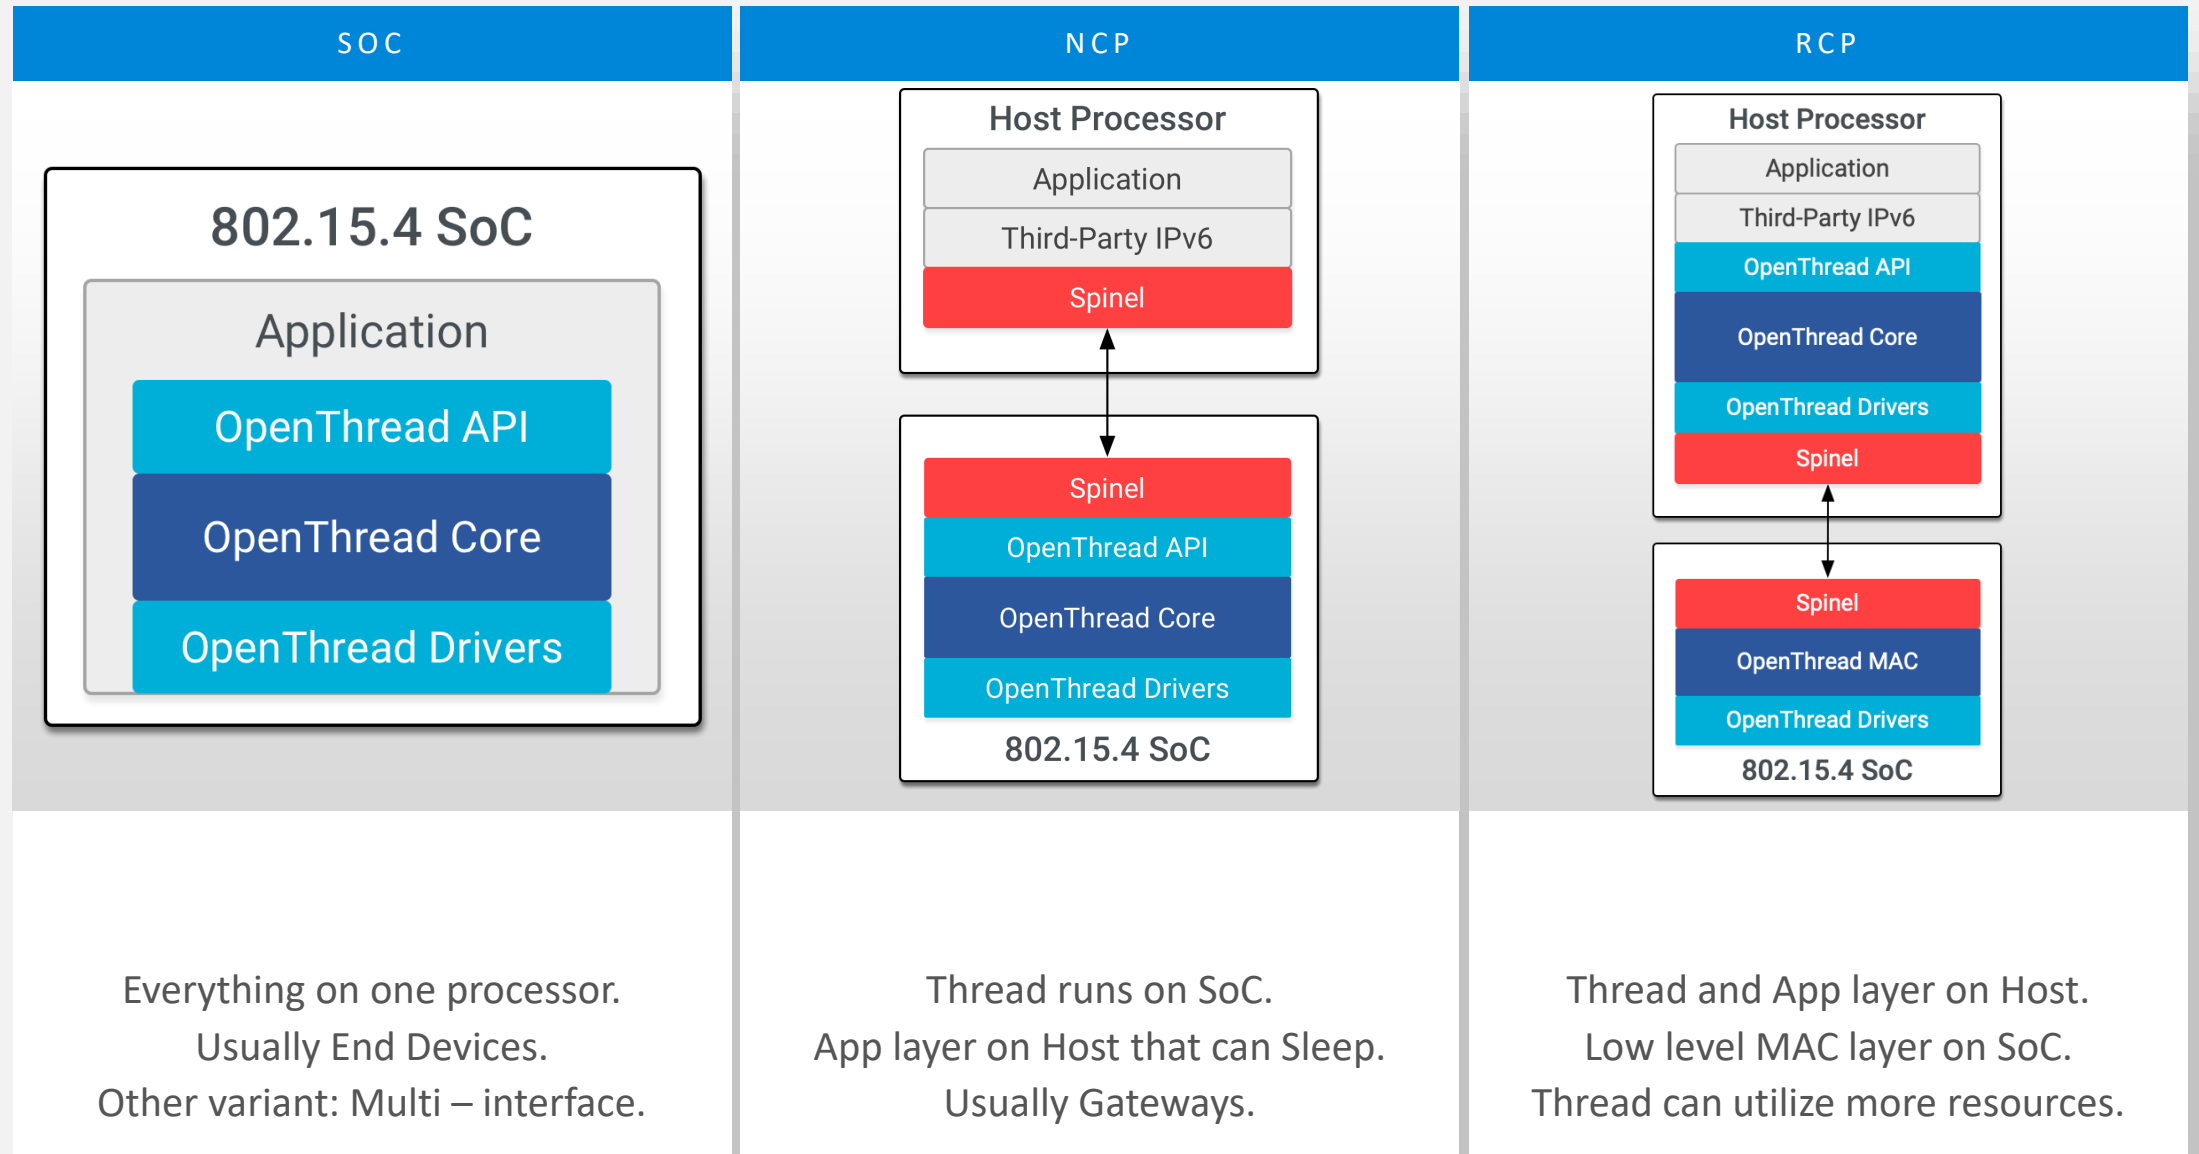 SOC
802.15.4 SoC
Application
OpenThread API
OpenThread Core
OpenThread Drivers
Everything on one processor.
Usually End Devices.
Other variant: Multi – interface.
NCP
Host Processor
Application
Third-Party IPv6
Spinel
Spinel
OpenThread API
OpenThread Core
OpenThread Drivers
802.15.4 SoC
Thread runs on SoC.
App layer on Host that can Sleep.
Usually Gateways.
RCP
Host Processor
Application
Third-Party IPv6
OpenThread API
OpenThread Core
OpenThread Drivers
Spinel
Spinel
OpenThread MAC
OpenThread Drivers
802.15.4 SoC
Thread and App layer on Host.
Low level MAC layer on SoC.
Thread can utilize more resources.